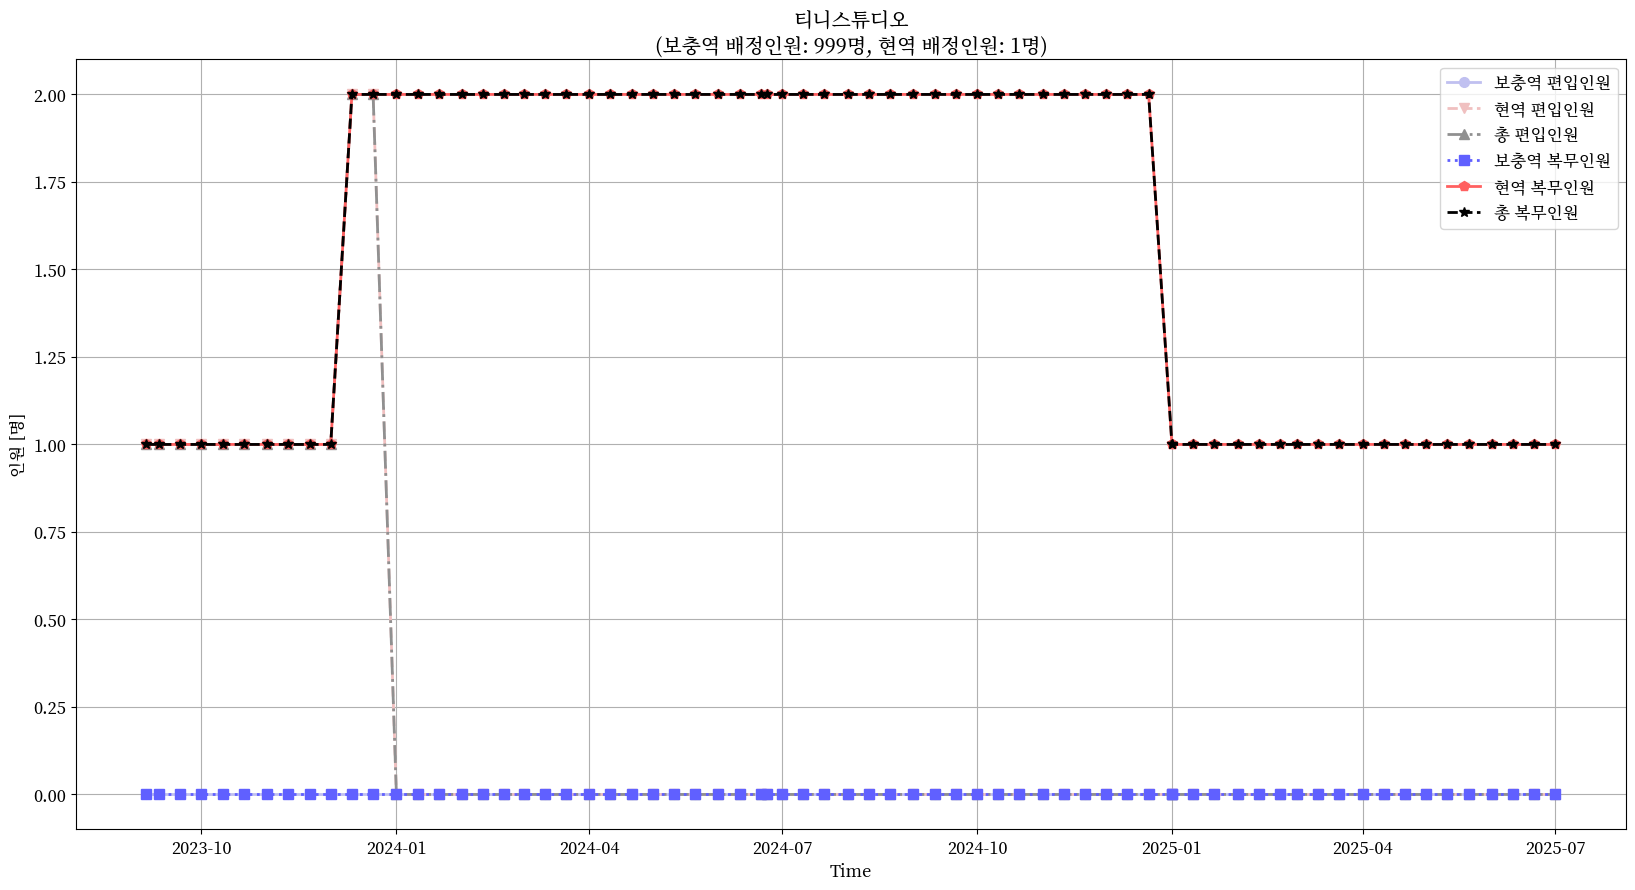 티니스튜디오
(보충역 배정인원: 999명, 현역 배정인원: 1명)
보충역 편입인원
현역 편입인원
총 편입인원
보충역 복무인원
현역 복무인원
총 복무인원
인원 [명]
2.00
1.75
1.50
1.25
1.00
0.75
0.50
0.25
0.00
2023-10
2024-01
2024-04
2024-07
2024-10
2025-01
2025-04
2025-07
Time